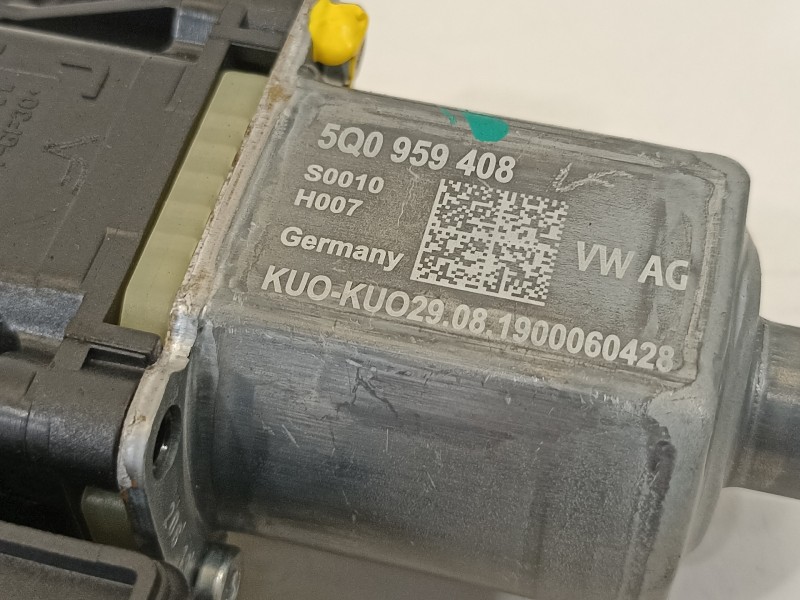 5Q0 959 408
S0010
H007
Germany
VW AG
KUO-KUO29.08.1900060428